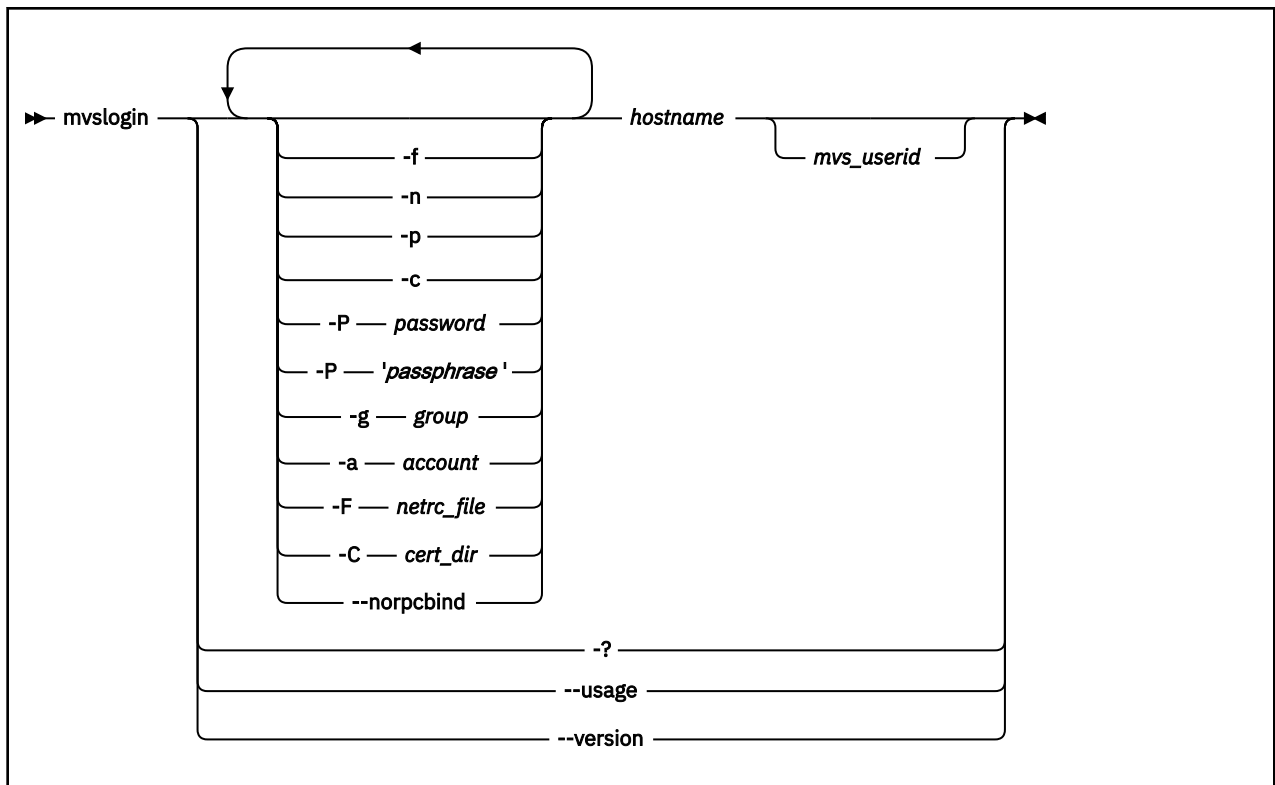 mvslogin hostname
mvs_userid
-f
-n
-p
-c
-P password
-P 'passphrase '
-g group
-a account
-F netrc_file
-C cert_dir
--norpcbind
-?
--usage
--version